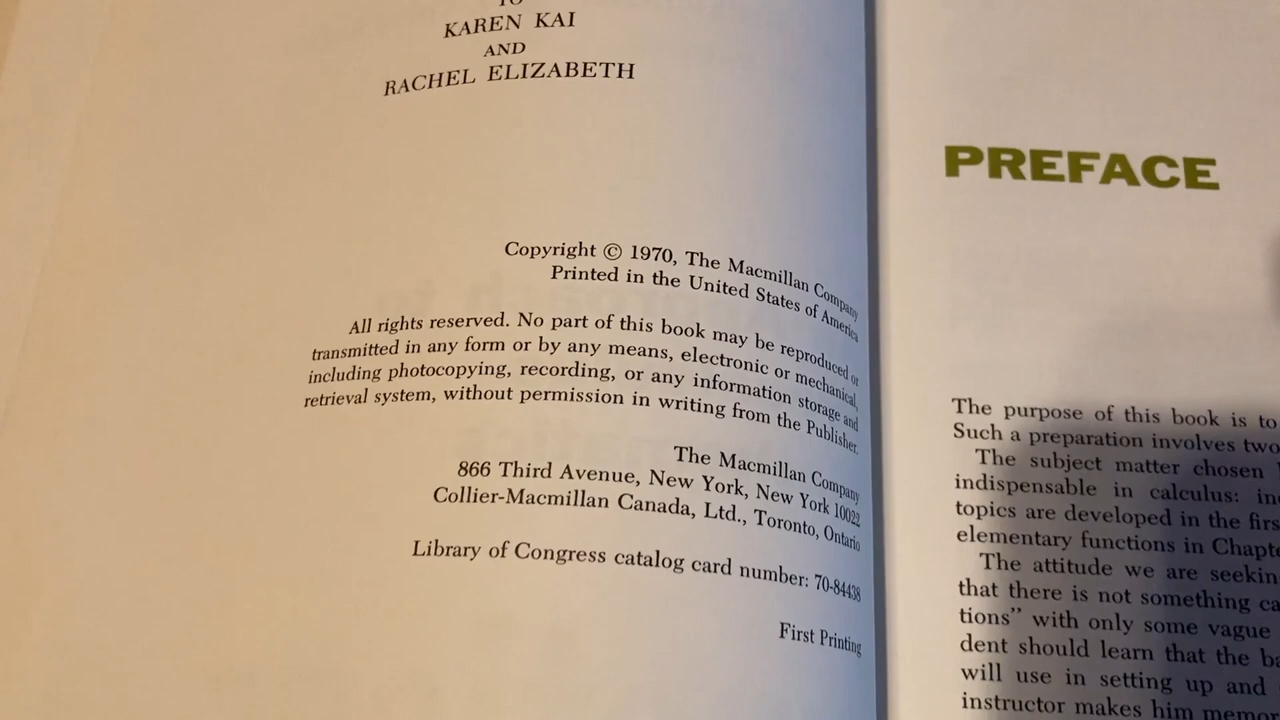 TO
KAREN KAI
AND
RACHEL ELIZABETH
Copyright © 1970, The Macmillan Company
Printed in the United States of America
All rights reserved. No part of this book may be reproduced or
transmitted in any form or by any means, electronic or mechanical,
including photocopying, recording, or any information storage and
retrieval system, without permission in writing from the Publisher.
The Macmillan Company
866 Third Avenue, New York, New York 10022
Collier-Macmillan Canada, Ltd., Toronto, Ontario
Library of Congress catalog card number: 70-84438
First Printing
PREFACE
The purpose of this book is to
Such a preparation involves two
The subject matter chosen
indispensable in calculus:
topics are developed in the
elementary functions in
The attitude we are
that there is not something
tions” with only some vague
dent should learn that the
will use in setting up and
instructor makes him